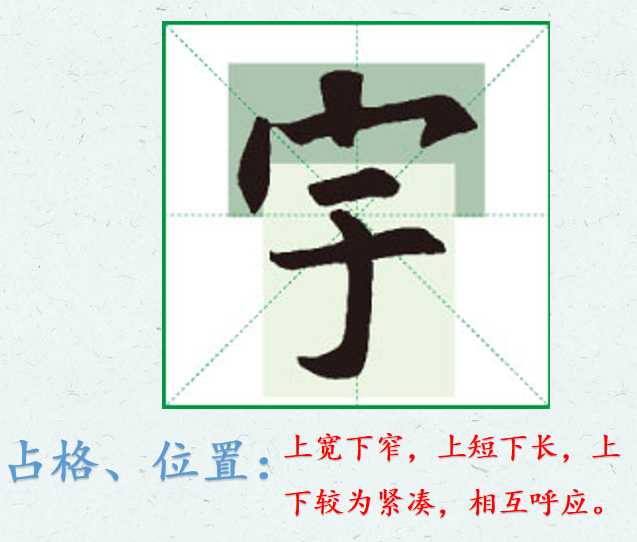 宇
占格、位置：
上宽下窄，上短下长，上
下较为紧凑，相互呼应。